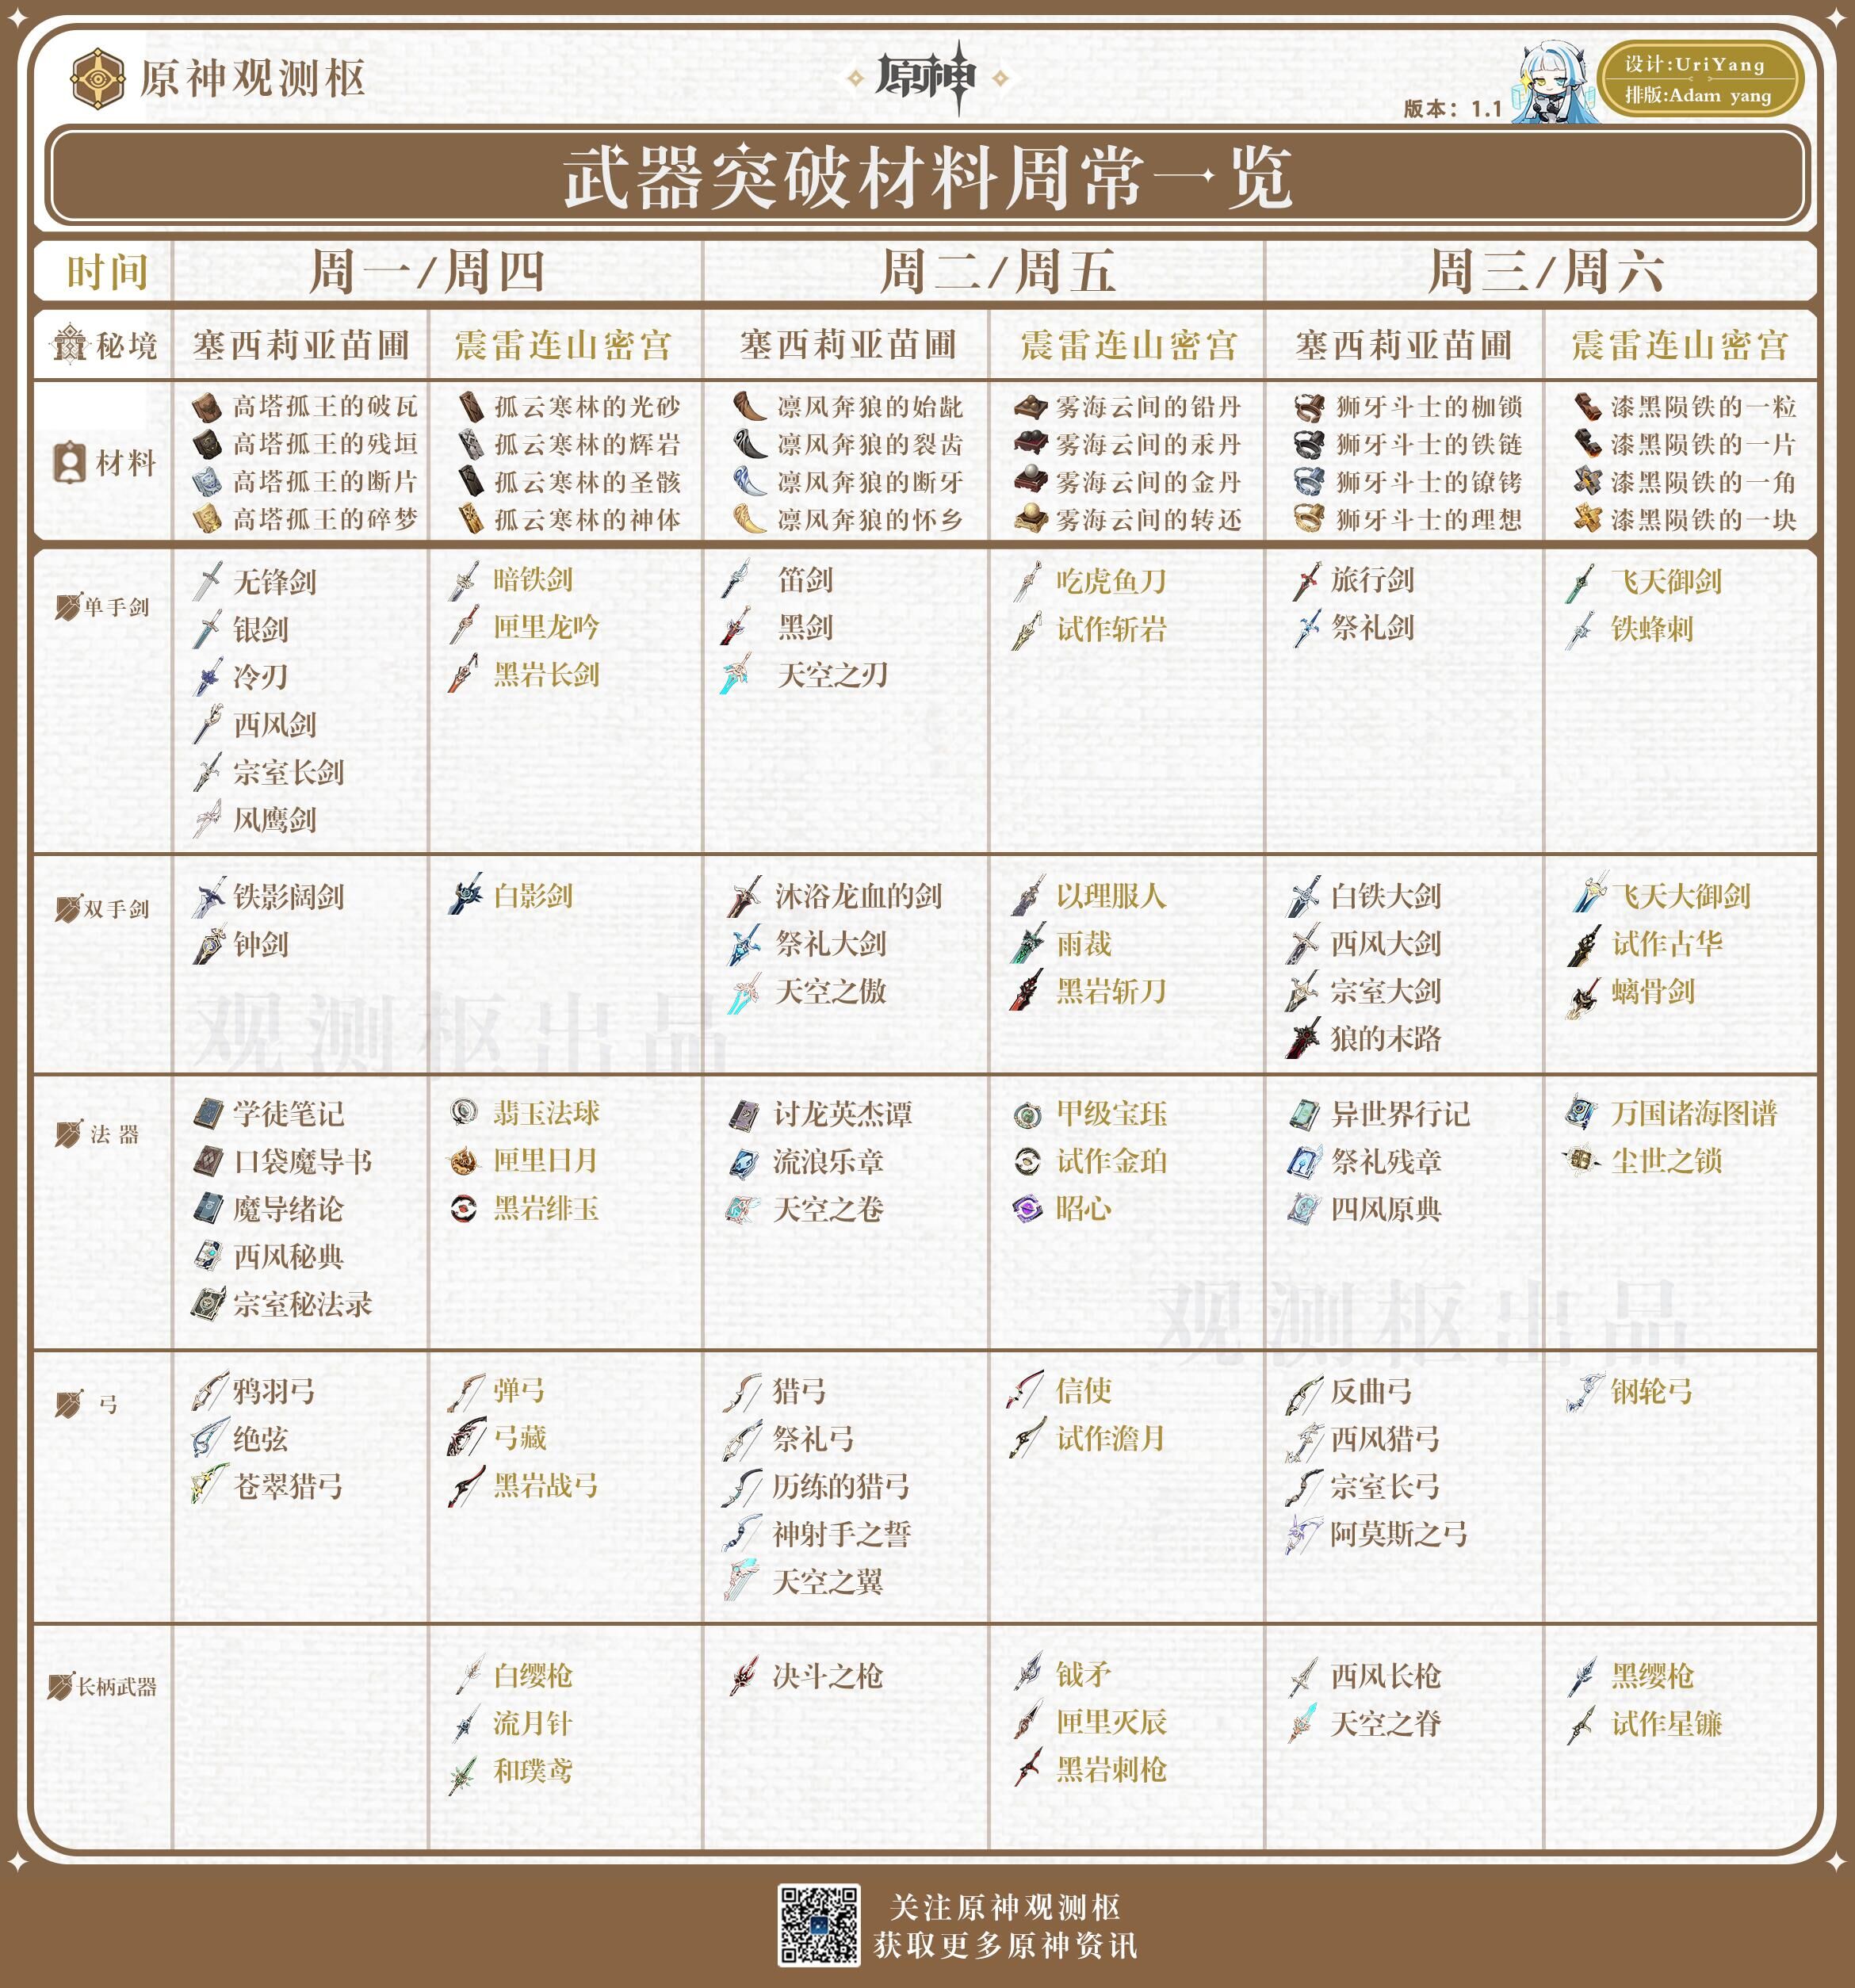 原神观测枢
原神
版本：1.1
设计:UriYang
排版:Adam yang
武器突破材料周常一览
时间
周一/周四
周二/周五
周三/周六
秘境
塞西莉亚苗圃
震雷连山密宫
塞西莉亚苗圃
震雷连山密宫
塞西莉亚苗圃
震雷连山密宫
材料
高塔孤王的破瓦
高塔孤王的残垣
高塔孤王的断片
高塔孤王的碎梦
孤云寒林的光砂
孤云寒林的辉岩
孤云寒林的圣骸
孤云寒林的神体
凛风奔狼的始龀
凛风奔狼的裂齿
凛风奔狼的断牙
凛风奔狼的怀乡
雾海云间的铅丹
雾海云间的汞丹
雾海云间的金丹
雾海云间的转还
狮牙斗士的枷锁
狮牙斗士的铁链
狮牙斗士的镣铐
狮牙斗士的理想
漆黑陨铁的一粒
漆黑陨铁的一片
漆黑陨铁的一角
漆黑陨铁的一块
单手剑
无锋剑
银剑
冷刃
西风剑
宗室长剑
风鹰剑
暗铁剑
匣里龙吟
黑岩长剑
笛剑
黑剑
天空之刃
吃虎鱼刀
试作斩岩
旅行剑
祭礼剑
飞天御剑
铁蜂刺
双手剑
铁影阔剑
钟剑
白影剑
沐浴龙血的剑
祭礼大剑
天空之傲
以理服人
雨裁
黑岩斩刀
白铁大剑
西风大剑
宗室大剑
狼的末路
飞天大御剑
试作古华
螭骨剑
观测枢出品
法器
学徒笔记
口袋魔导书
魔导绪论
西风秘典
宗室秘法录
翡玉法球
匣里日月
黑岩绯玉
讨龙英杰谭
流浪乐章
天空之卷
甲级宝珏
试作金珀
昭心
异世界行记
祭礼残章
四风原典
万国诸海图谱
尘世之锁
观测枢出品
弓
鸦羽弓
绝弦
苍翠猎弓
弹弓
弓藏
黑岩战弓
猎弓
祭礼弓
历练的猎弓
神射手之誓
天空之翼
信使
试作澹月
反曲弓
西风猎弓
宗室长弓
阿莫斯之弓
钢轮弓
长柄武器
白缨枪
流月针
和璞鸢
决斗之枪
钺矛
匣里灭辰
黑岩刺枪
西风长枪
天空之脊
黑缨枪
试作星镰
关注原神观测枢
获取更多原神资讯